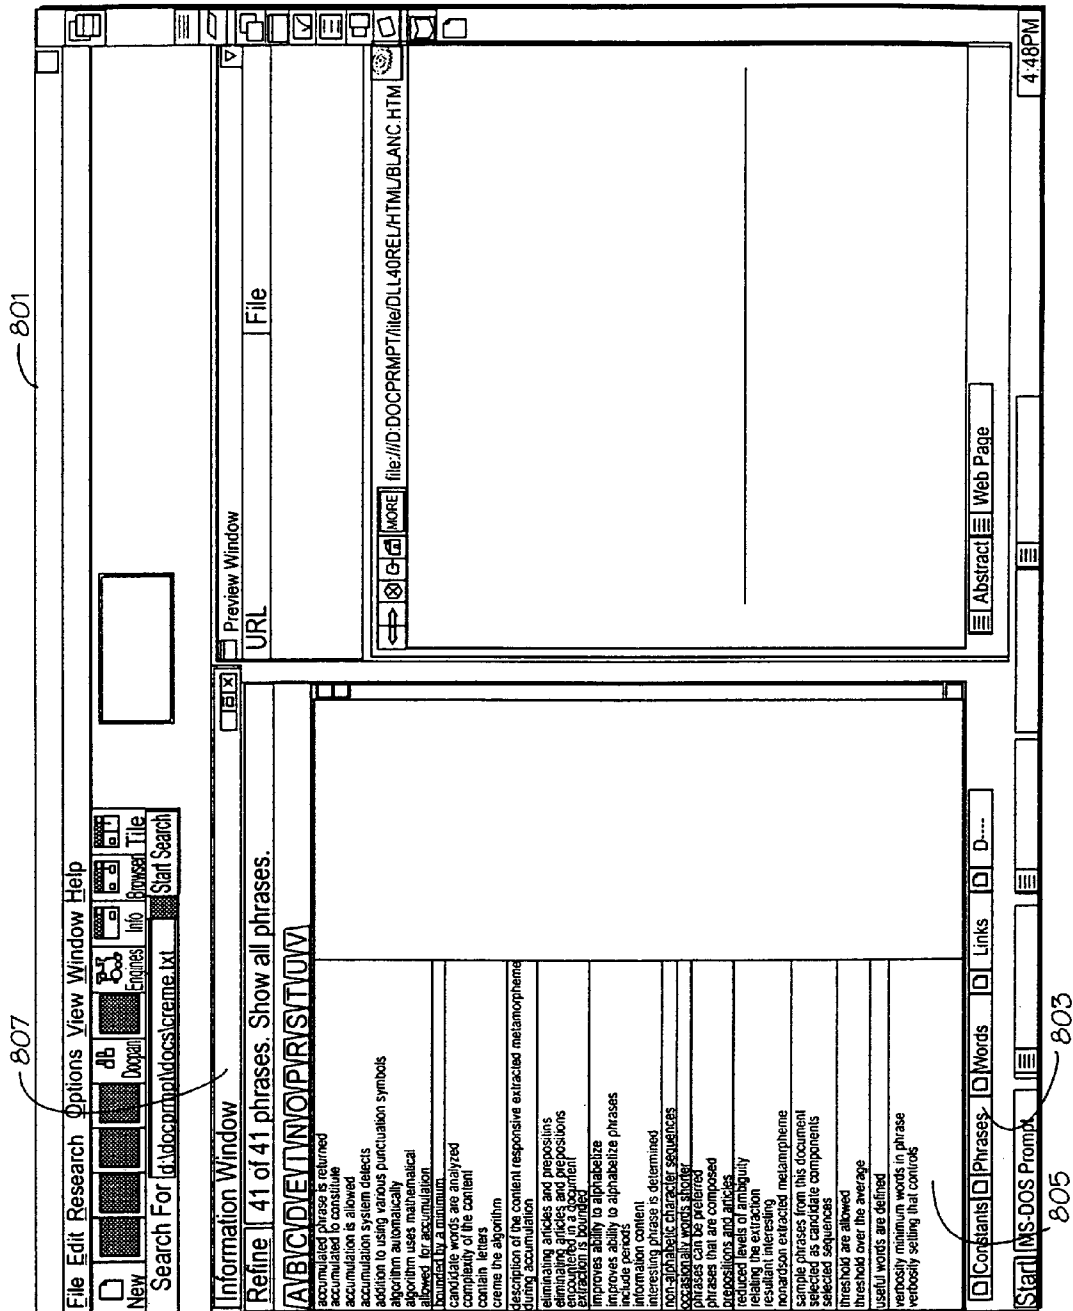 801
807
File Edit Research Options View Window Help
New Docpan Engines Info Browser Tile
Search For d:\docprmpt\docs\creme.txt Start Search
Information Window
Refine 41 of 41 phrases. Show all phrases.
A\/B\/C\/D\/E\/I\/N\/O\/P\/R\/S\/T\/U\/V\
accumulated phrase is returned
accumulated to constitute
accumulation is allowed
accumulation system detects
addition to using various punctuation symbols
algorithm automatically
algorithm uses mathematical
allowed for accumulation
bounded by a minimum
candidate words are analyzed
complexity of the content
contain letters
creme the algorithm
description of the content responsive extracted metamorpheme
during accumulation
eliminating articles and prepositiins
eliminating articles and prepositions
encountered in a document
extraction is bounded
improves ability to alphabetize
improves ability to alphabetize phrases
include periods
information content
interesting phrase is determined
non-alphabetic character sequences
occasionally words shorter
phrases can be preferred
phrases that are composed
prepositions and articles
reduced levels of ambiguity
relaing the extraction
resultant interesting
nonardson extracted metamrpheme
sample phrases from this document
selected as candidate components
selected sequences
threshold are allowed
threshold over the average
useful words are defined
verbosity minimum words in phrase
verbosity setting that controls
Constants Phrases Words Links D----
Preview Window
URL File
MORE file:///D:DOCPRMPT/lite/DLL40REL/HTML/BLANC.HTM
Abstract Web Page
Start MS-DOS Prompt 4:48PM
805
803